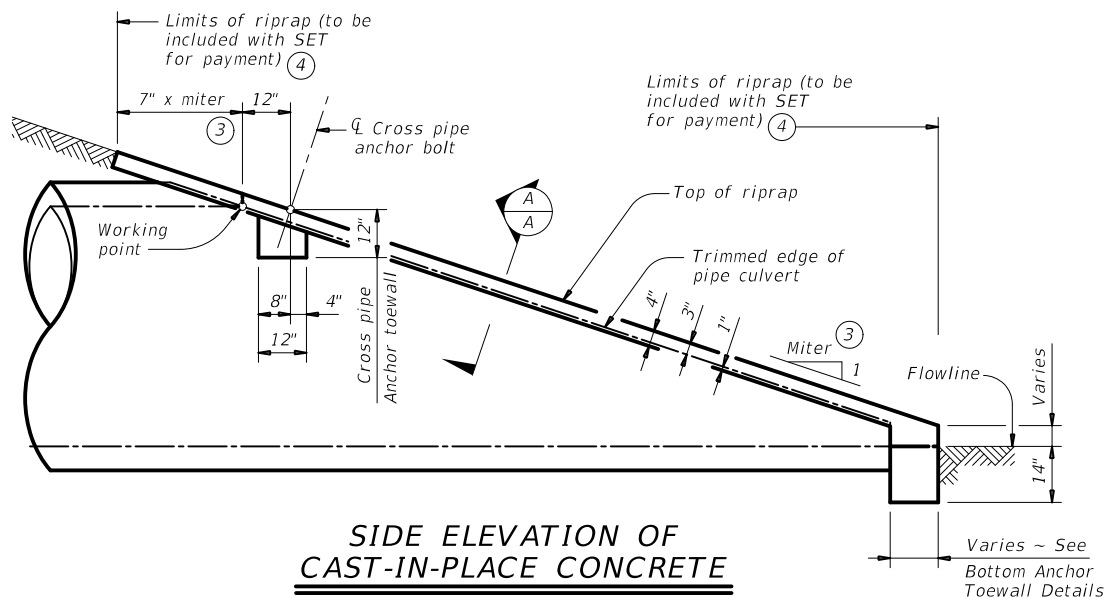 Limits of riprap (to be
included with SET
for payment) 4
7" x miter
12"
3
℄ Cross pipe
anchor bolt
Limits of riprap (to be
included with SET
for payment) 4
A
A
Top of riprap
Working
point
12"
Trimmed edge of
pipe culvert
8"
4"
12"
Cross pipe
Anchor toewall
4"
3"
1"
Miter 3
1
Flowline
Varies
14"
SIDE ELEVATION OF
CAST-IN-PLACE CONCRETE
Varies ~ See
Bottom Anchor
Toewall Details